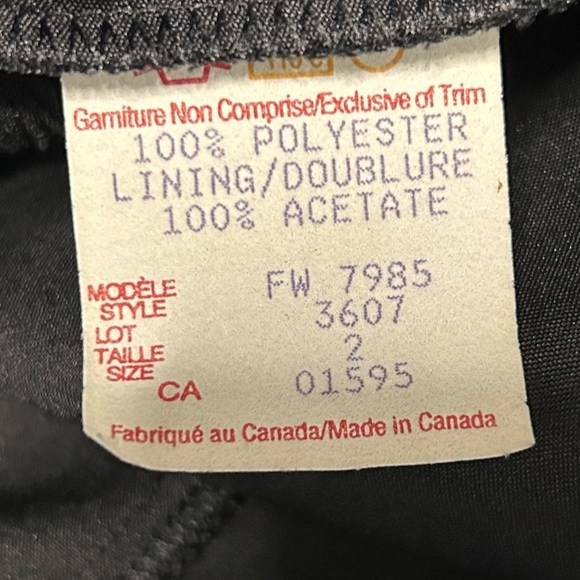 Garniture Non Comprise/Exclusive of Trim
100% POLYESTER
LINING/DOUBLURE
100% ACETATE
MODÈLE
STYLE FW 7985
LOT 3607
TAILLE
SIZE 2
CA 01595
Fabriqué au Canada/Made in Canada